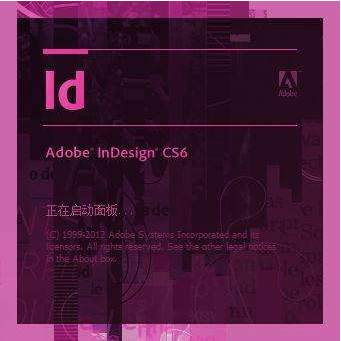 Id
Adobe
Adobe® InDesign® CS6
正在启动面板...
(C) 1999-2012 Adobe Systems Incorporated and its
licensors. All rights reserved. See the other legal notices
in the About box.